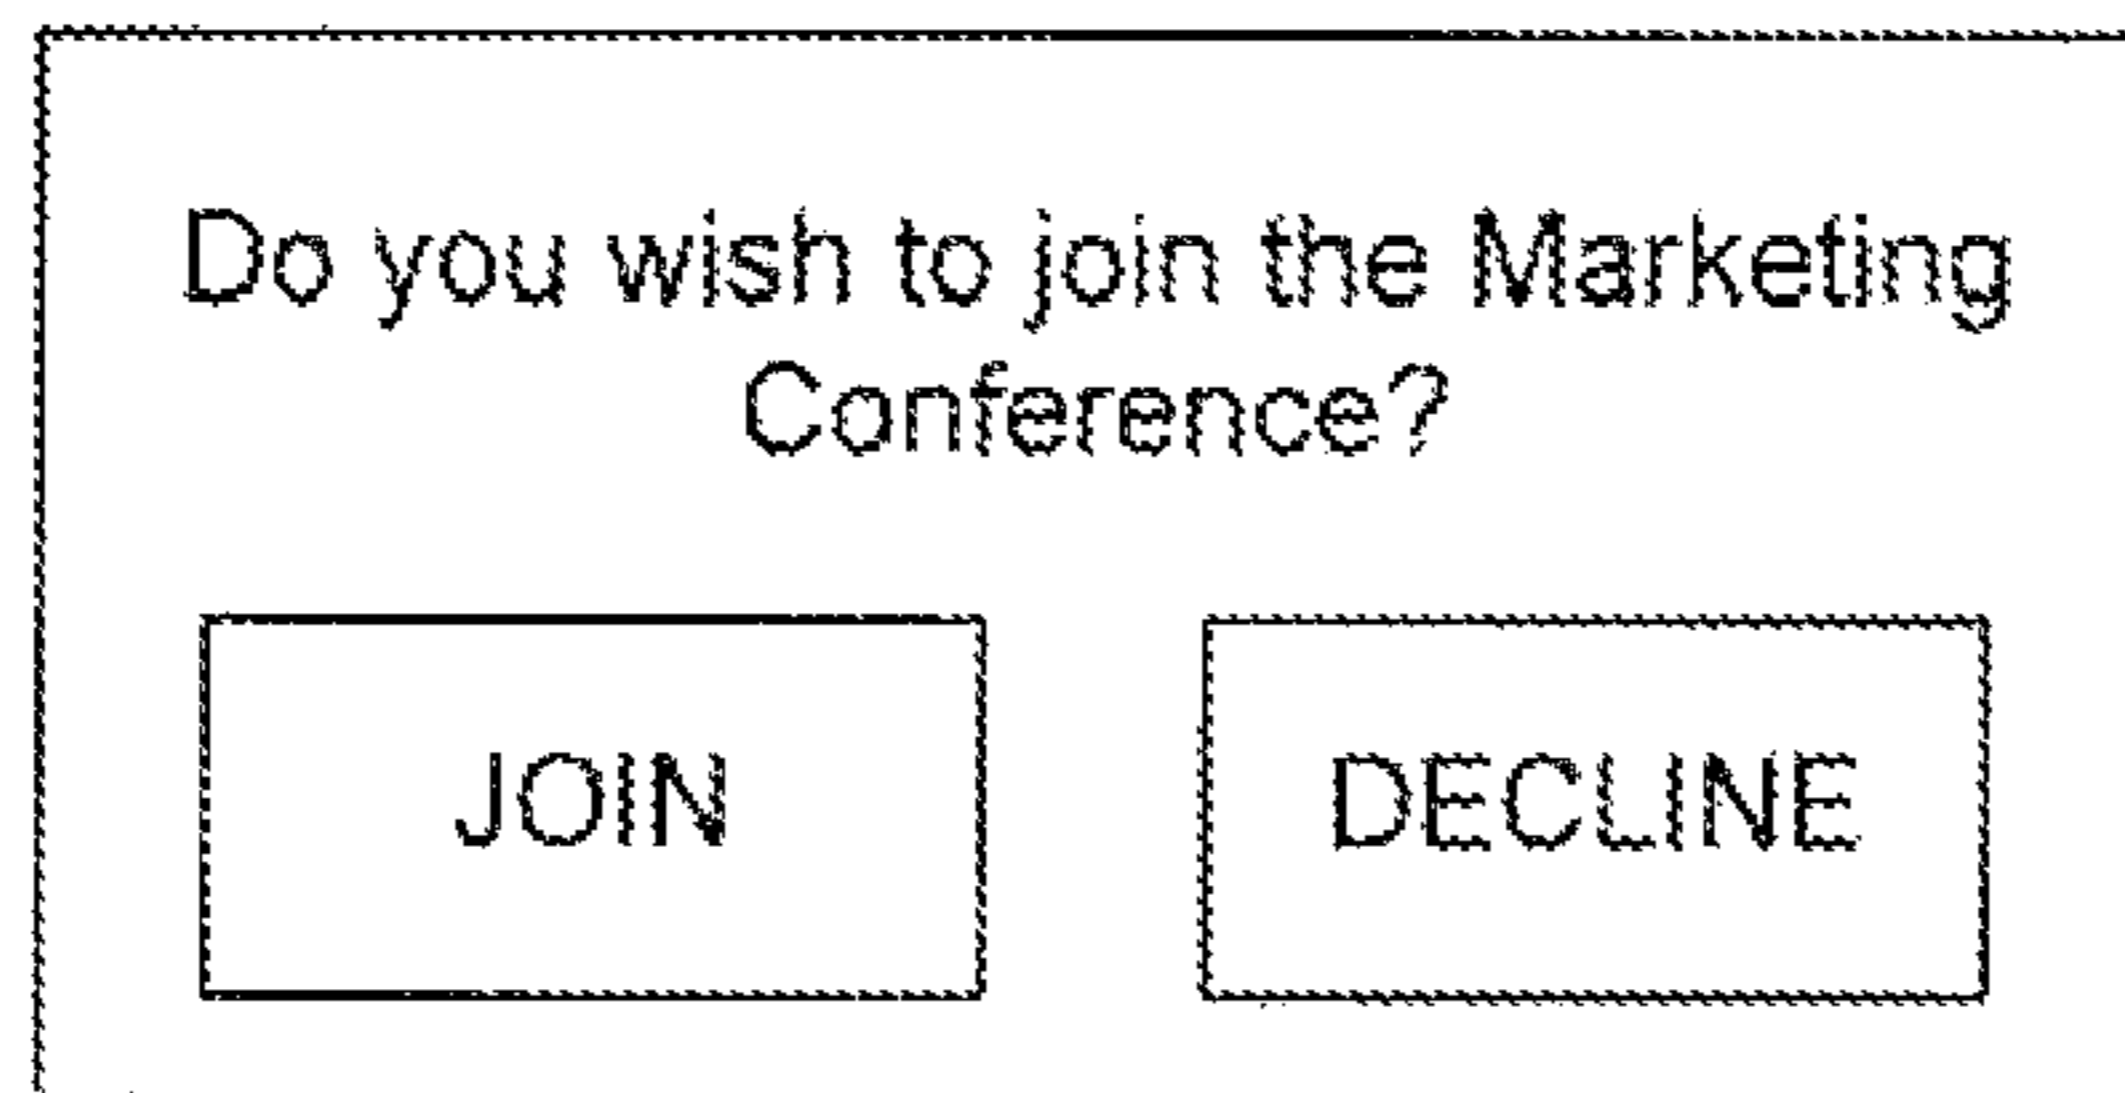 Do you wish to join the Marketing
Conference?
JOIN
DECLINE